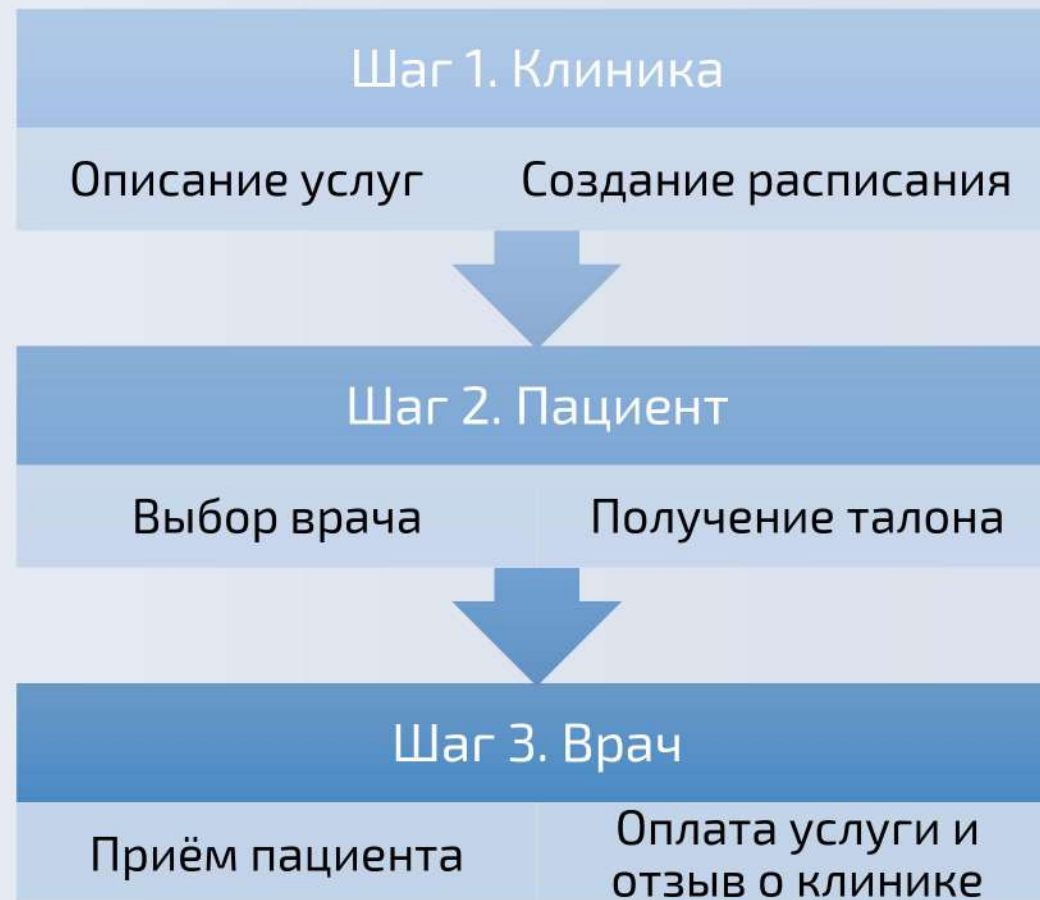 Шаг 1. Клиника
Описание услуг
Создание расписания
Шаг 2. Пациент
Выбор врача
Получение талона
Шаг 3. Врач
Приём пациента
Оплата услуги и
отзыв о клинике